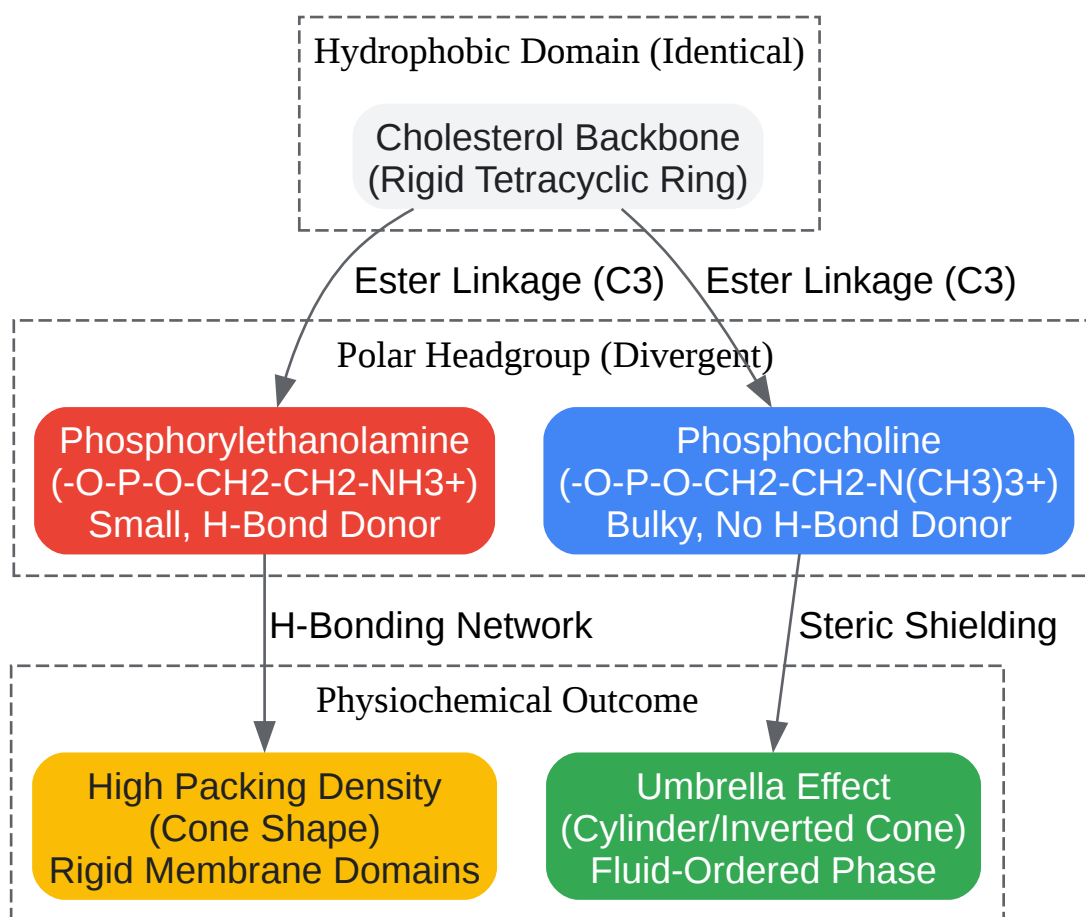 Hydrophobic Domain (Identical)
Cholesterol Backbone
(Rigid Tetracyclic Ring)
Ester Linkage (C3)
Ester Linkage (C3)
Polar Headgroup (Divergent)
Phosphorylethanolamine
(-O-P-O-CH2-CH2-NH3+)
Small, H-Bond Donor
Phosphocholine
(-O-P-O-CH2-CH2-N(CH3)3+)
Bulky, No H-Bond Donor
H-Bonding Network
Steric Shielding
Physiochemical Outcome
High Packing Density
(Cone Shape)
Rigid Membrane Domains
Umbrella Effect
(Cylinder/Inverted Cone)
Fluid-Ordered Phase